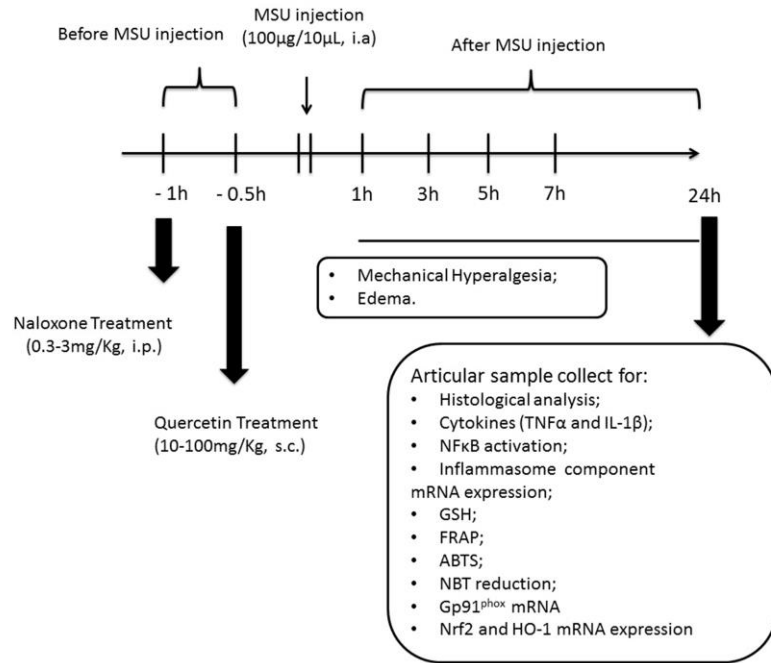 MSU injection
(100µg/10µL, i.a)
Before MSU injection
After MSU injection
- 1h
- 0.5h
1h
3h
5h
7h
24h
• Mechanical Hyperalgesia;
• Edema.
Naloxone Treatment
(0.3-3mg/Kg, i.p.)
Quercetin Treatment
(10-100mg/Kg, s.c.)
Articular sample collect for:
• Histological analysis;
• Cytokines (TNFα and IL-1β);
• NFκB activation;
• Inflammasome component
mRNA expression;
• GSH;
• FRAP;
• ABTS;
• NBT reduction;
• Gp91phox mRNA
• Nrf2 and HO-1 mRNA expression